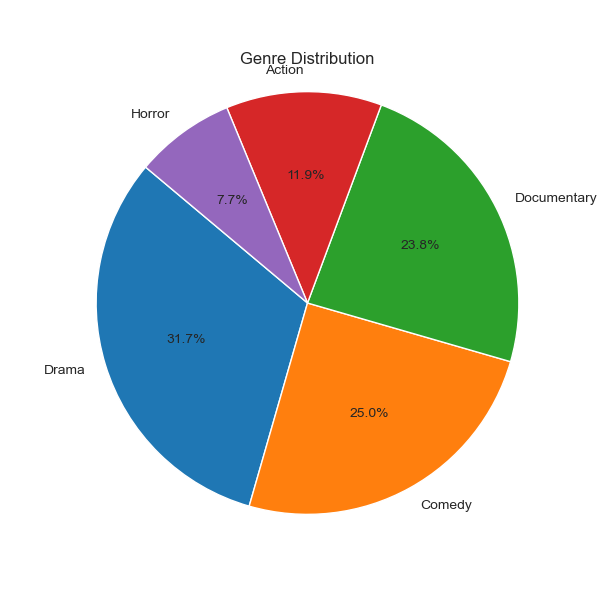 Genre Distribution
Action
Horror
11.9%
7.7%
Documentary
23.8%
31.7%
Drama
25.0%
Comedy